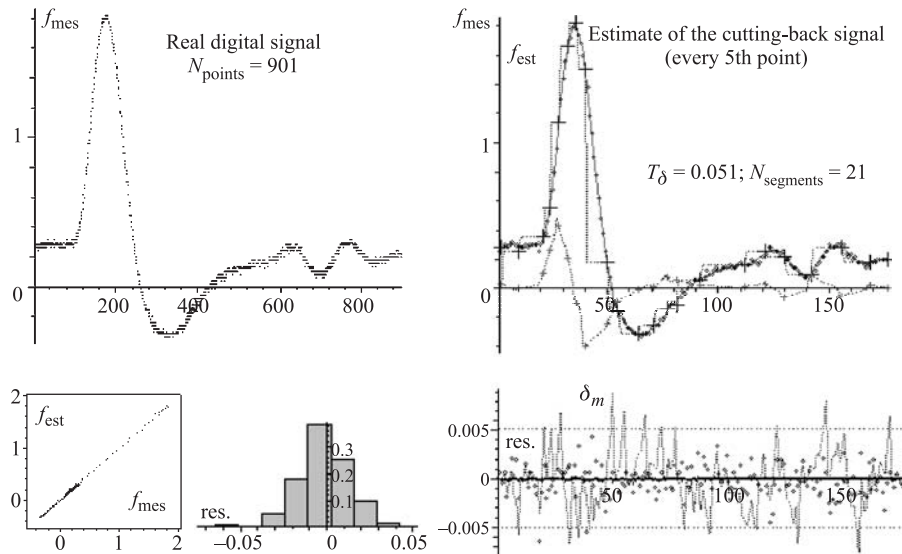 f_mes
Real digital signal
N_points = 901
1
0
200
400
600
800
f_mes
f_est
Estimate of the cutting-back signal
(every 5th point)
1
T_δ = 0.051; N_segments = 21
0
50
100
150
2
f_est
1
0
f_mes
0
1
2
0.3
0.2
0.1
res.
−0.05
0
0.05
δ_m
0.005
res.
0
50
100
150
−0.005